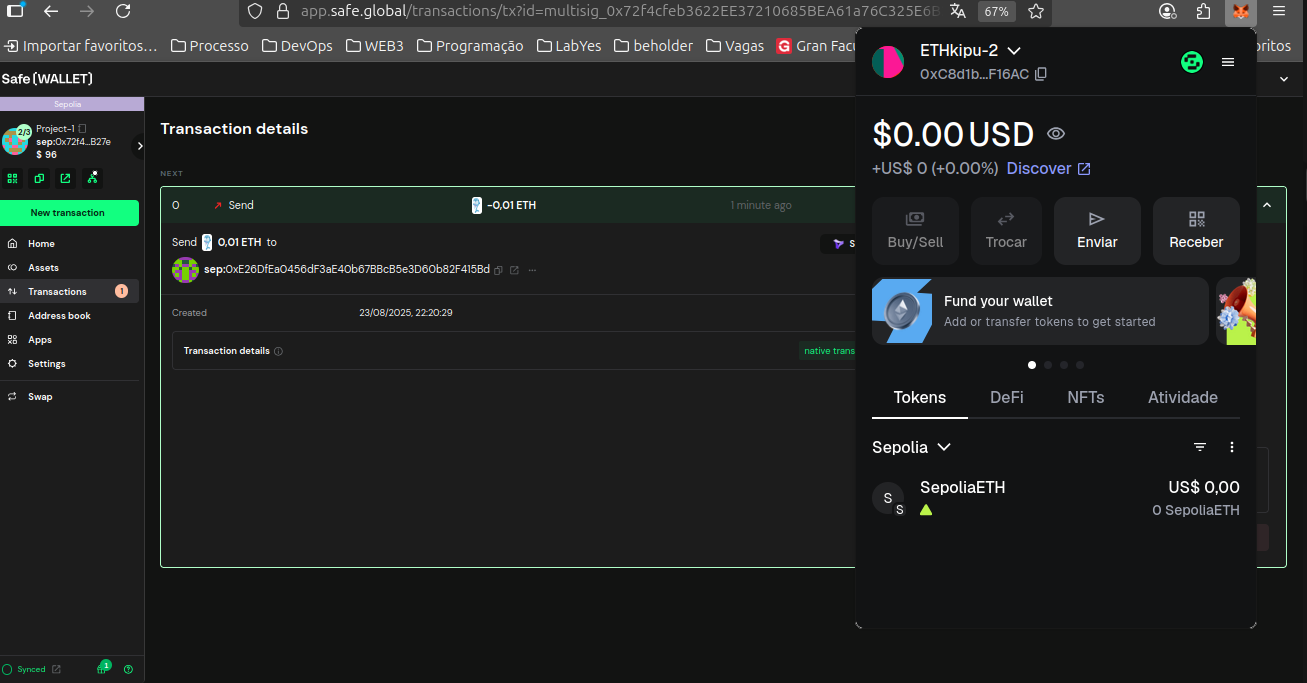 app.safe.global/transactions/tx?id=multisig_0x72f4cfeb3622EE37210685BEA61a76C325E6B
67%
Importar favoritos…
Processo
DevOps
WEB3
Programação
LabYes
beholder
Vagas
G Gran Facu
oritos
Safe{WALLET}
Sepolia
2/3
Project-1
sep:0x72f4...B27e
$ 96
New transaction
Home
Assets
Transactions 1
Address book
Apps
Settings
Swap
Synced
1
Transaction details
NEXT
0 Send -0,01 ETH 1 minute ago
Send 0,01 ETH to
S
sep:0xE26DfEa0456dF3aE40b67BBcB5e3D60b82F415Bd
Created 23/08/2025, 22:20:29
Transaction details native trans
ETHkipu-2
0xC8d1b...F16AC
$0.00 USD
+US$ 0 (+0.00%) Discover
Buy/Sell
Trocar
Enviar
Receber
Fund your wallet
Add or transfer tokens to get started
Tokens DeFi NFTs Atividade
Sepolia
S
S
SepoliaETH US$ 0,00
0 SepoliaETH